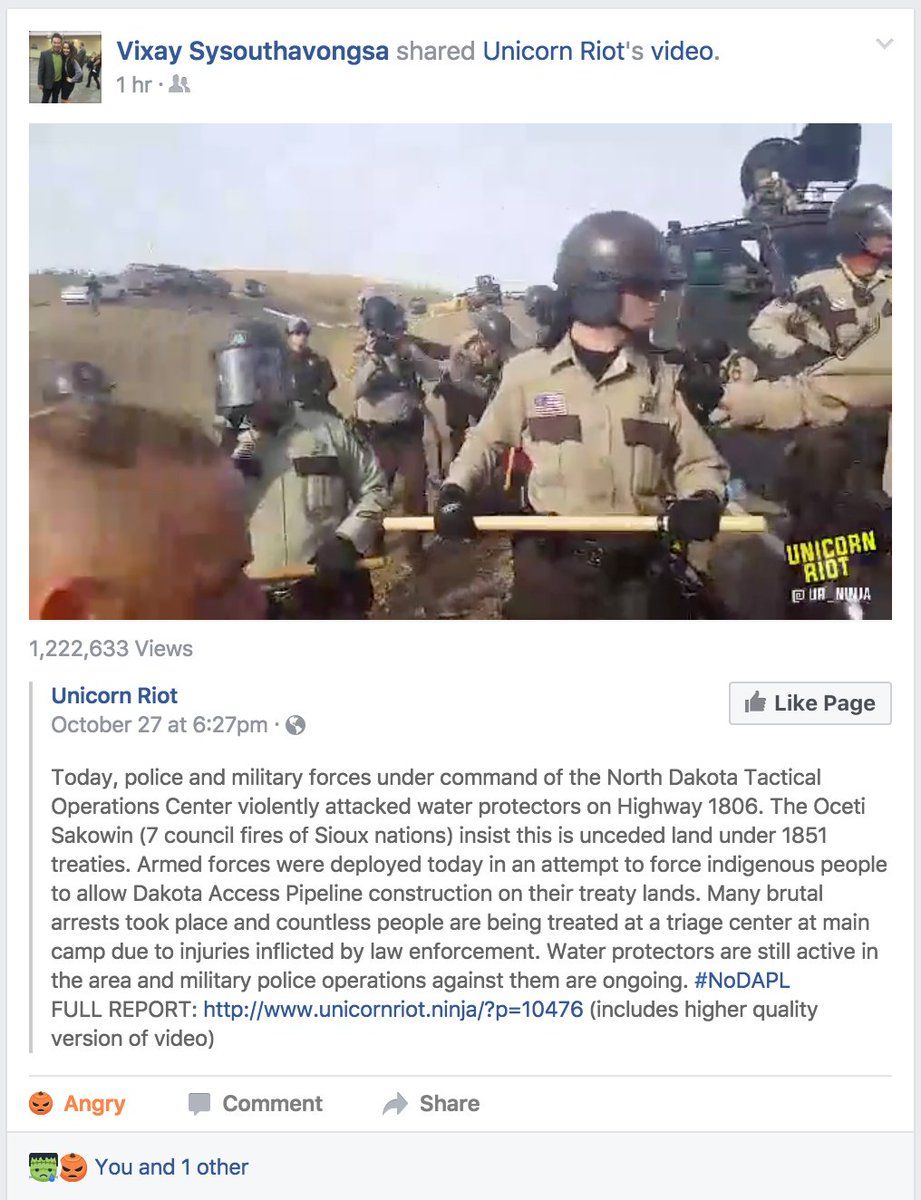 Vixay Sysouthavongsa shared Unicorn Riot's video.
1 hr ·
UNICORN
RIOT
@UR_NINJA
1,222,633 Views
Unicorn Riot
October 27 at 6:27pm ·
Like Page
Today, police and military forces under command of the North Dakota Tactical
Operations Center violently attacked water protectors on Highway 1806. The Oceti
Sakowin (7 council fires of Sioux nations) insist this is unceded land under 1851
treaties. Armed forces were deployed today in an attempt to force indigenous people
to allow Dakota Access Pipeline construction on their treaty lands. Many brutal
arrests took place and countless people are being treated at a triage center at main
camp due to injuries inflicted by law enforcement. Water protectors are still active in
the area and military police operations against them are ongoing. #NoDAPL
FULL REPORT: http://www.unicornriot.ninja/?p=10476 (includes higher quality
version of video)
Angry Comment Share
You and 1 other